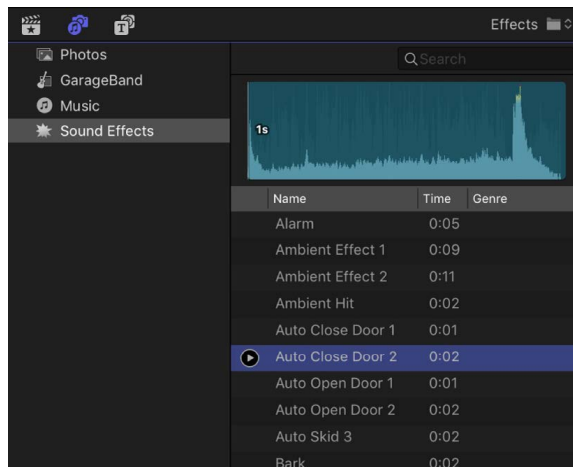 Effects
Photos
Search
GarageBand
Music
Sound Effects
1s
Name Time Genre
Alarm 0:05
Ambient Effect 1 0:09
Ambient Effect 2 0:11
Ambient Hit 0:02
Auto Close Door 1 0:01
Auto Close Door 2 0:02
Auto Open Door 1 0:01
Auto Open Door 2 0:02
Auto Skid 3 0:02
Bark 0:02